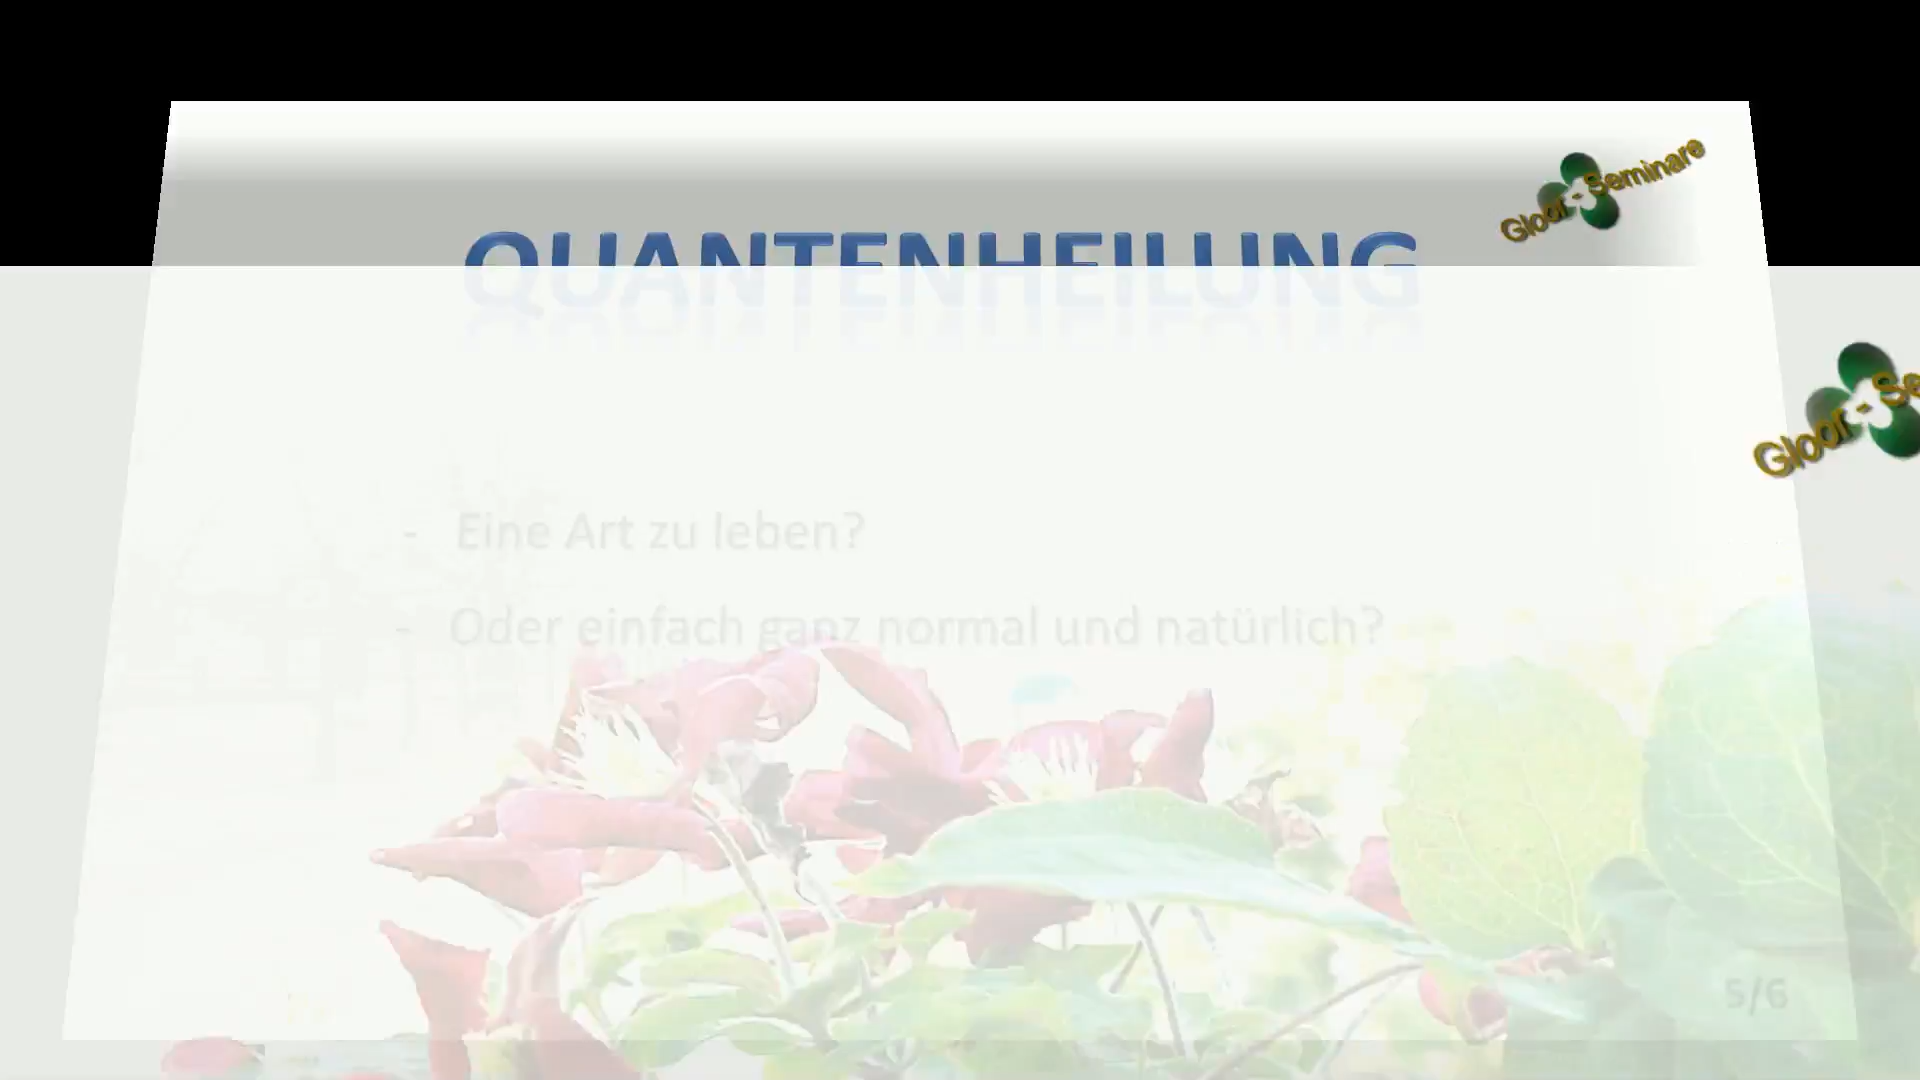 Gloor - Seminare
QUANTENHEILUNG
Gloor - Se
- Eine Art zu leben?
- Oder einfach ganz normal und natürlich?
5/6